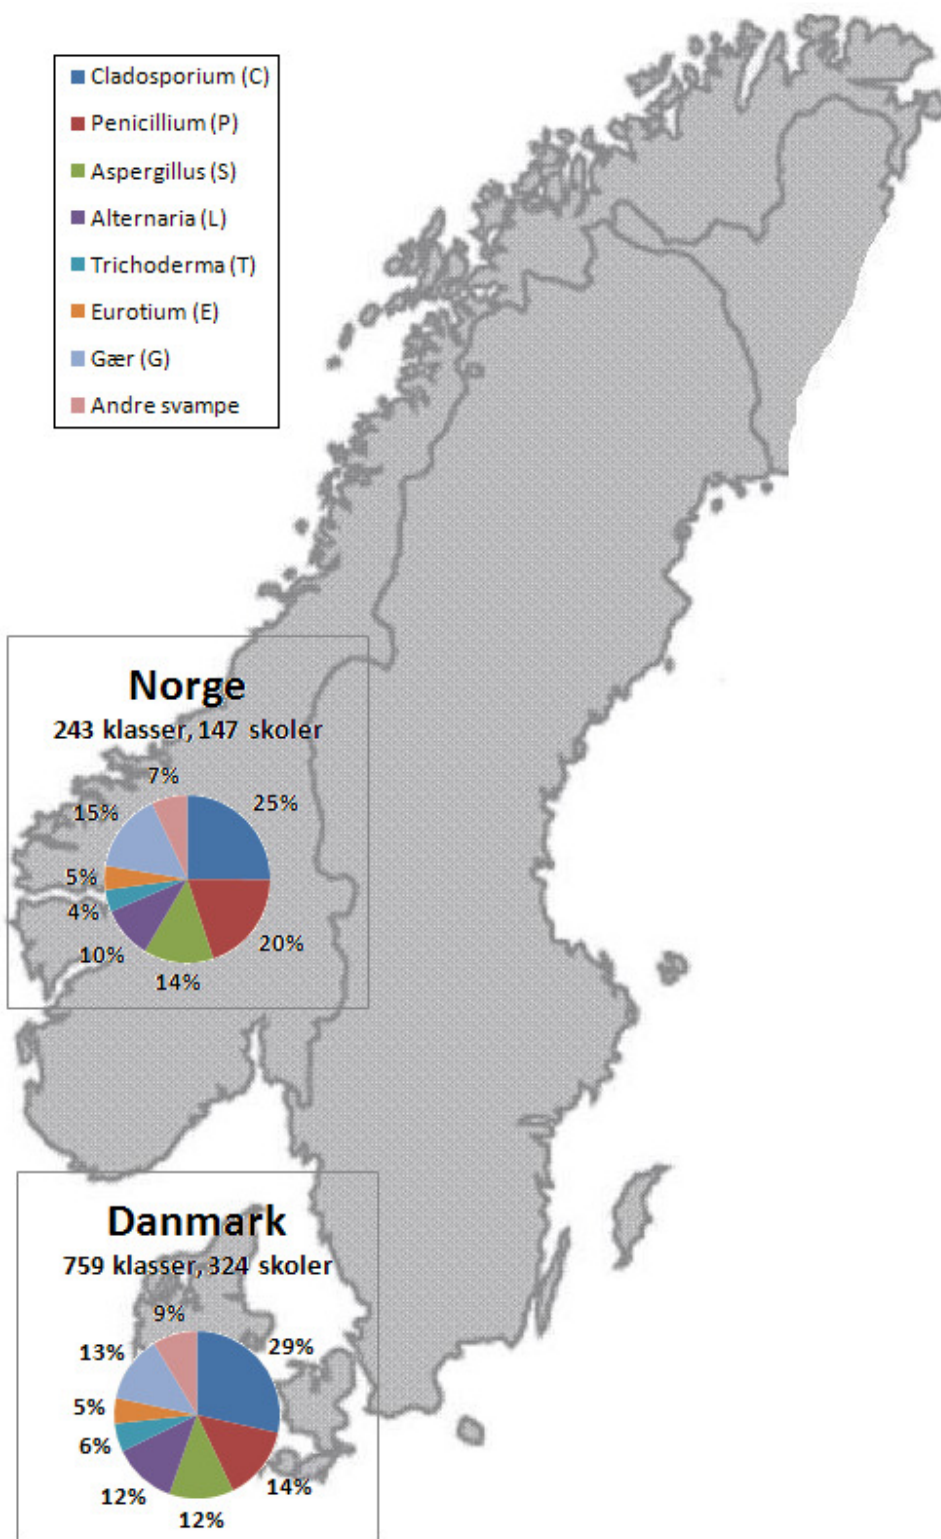 Cladosporium (C)
Penicillium (P)
Aspergillus (S)
Alternaria (L)
Trichoderma (T)
Eurotium (E)
Gær (G)
Andre svampe
Norge
243 klasser, 147 skoler
7%
25%
15%
5%
4%
10%
14%
20%
Danmark
759 klasser, 324 skoler
9%
29%
13%
5%
6%
12%
12%
14%